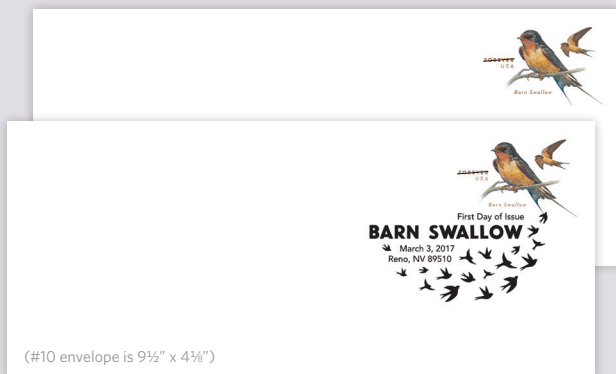 FOREVER
USA
Barn Swallow
FOREVER
USA
Barn Swallow
First Day of Issue
BARN SWALLOW
March 3, 2017
Reno, NV 89510
(#10 envelope is 9½" x 4⅛")